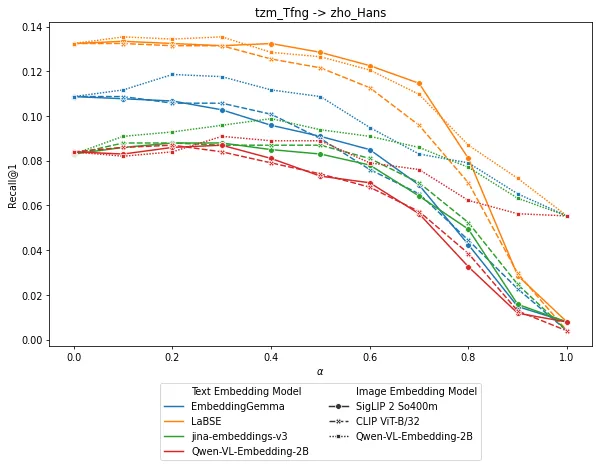 tzm_Tfng -> zho_Hans
Recall@1
0.14
0.12
0.10
0.08
0.06
0.04
0.02
0.00
0.0 0.2 0.4 0.6 0.8 1.0
α
Text Embedding Model
EmbeddingGemma
LaBSE
jina-embeddings-v3
Qwen-VL-Embedding-2B
Image Embedding Model
SigLIP 2 So400m
CLIP ViT-B/32
Qwen-VL-Embedding-2B